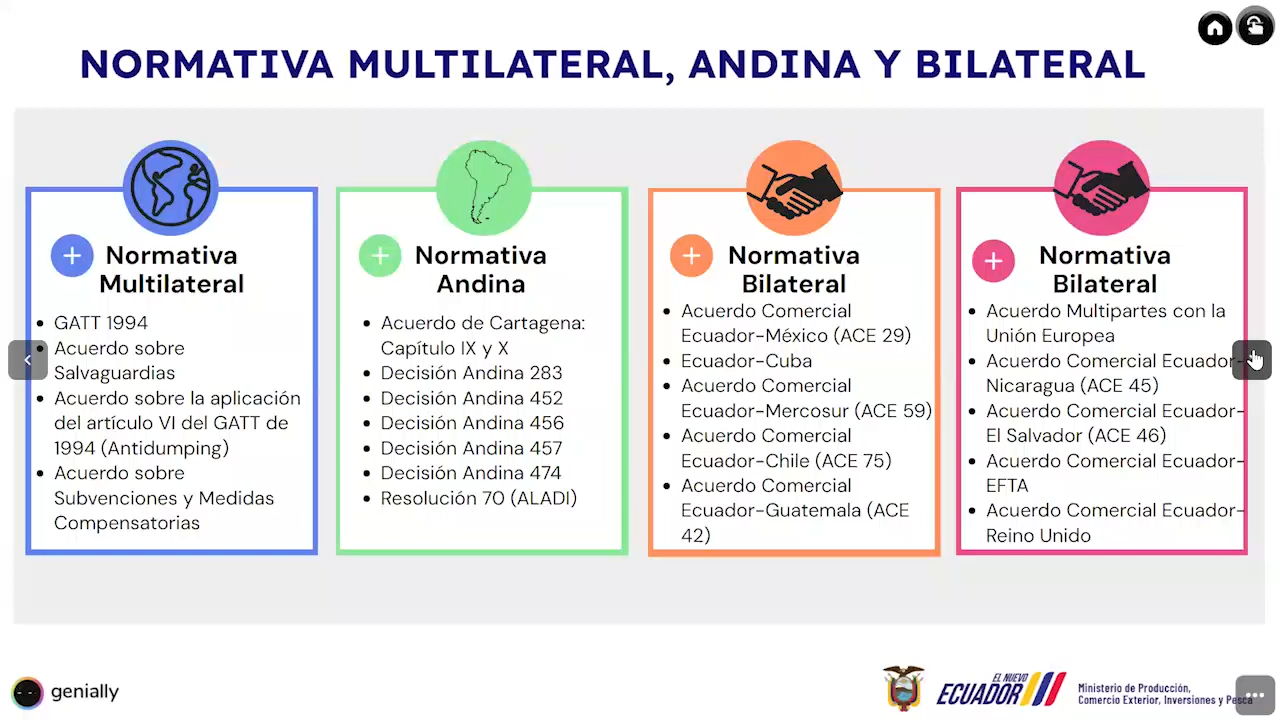 NORMATIVA MULTILATERAL, ANDINA Y BILATERAL
Normativa
Multilateral
GATT 1994
Acuerdo sobre
Salvaguardias
Acuerdo sobre la aplicación
del artículo VI del GATT de
1994 (Antidumping)
Acuerdo sobre
Subvenciones y Medidas
Compensatorias
Normativa
Andina
Acuerdo de Cartagena:
Capítulo IX y X
Decisión Andina 283
Decisión Andina 452
Decisión Andina 456
Decisión Andina 457
Decisión Andina 474
Resolución 70 (ALADI)
Normativa
Bilateral
Acuerdo Comercial
Ecuador-México (ACE 29)
Ecuador-Cuba
Acuerdo Comercial
Ecuador-Mercosur (ACE 59)
Acuerdo Comercial
Ecuador-Chile (ACE 75)
Acuerdo Comercial
Ecuador-Guatemala (ACE
42)
Normativa
Bilateral
Acuerdo Multipartes con la
Unión Europea
Acuerdo Comercial Ecuador-
Nicaragua (ACE 45)
Acuerdo Comercial Ecuador-
El Salvador (ACE 46)
Acuerdo Comercial Ecuador-
EFTA
Acuerdo Comercial Ecuador-
Reino Unido
genially
EL NUEVO
ECUADOR
Ministerio de Producción,
Comercio Exterior, Inversiones y Pesca